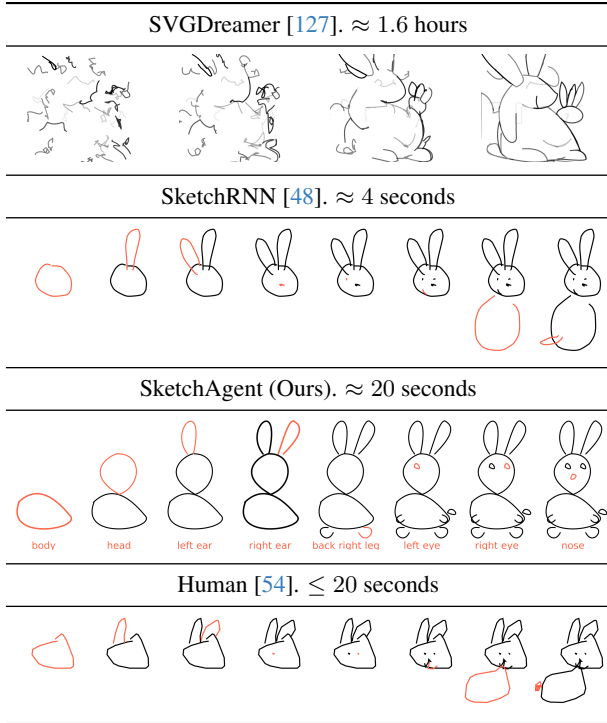 SVGDreamer [127]. ≈ 1.6 hours
SketchRNN [48]. ≈ 4 seconds
SketchAgent (Ours). ≈ 20 seconds
body head left ear right ear back right leg left eye right eye nose
Human [54]. ≤ 20 seconds